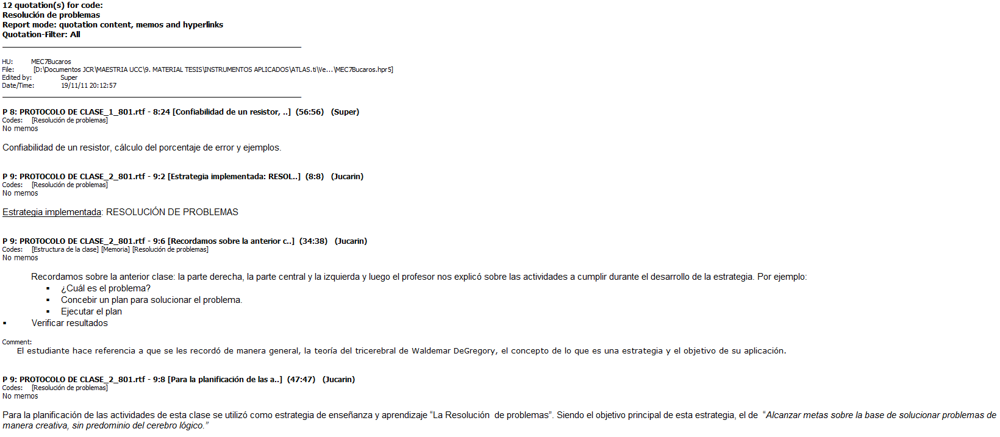 12 quotation(s) for code:
Resolución de problemas
Report mode: quotation content, memos and hyperlinks
Quotation-Filter: All
HU: MEC7Bucaros
File: [D:\Documentos JCR\MAESTRIA UCC\9. MATERIAL TESIS\INSTRUMENTOS APLICADOS\ATLAS.ti\Ve...\MEC7Bucaros.hpr5]
Edited by: Super
Date/Time: 19/11/11 20:12:57
P 8: PROTOCOLO DE CLASE_1_801.rtf - 8:24 [Confiabilidad de un resistor, ..] (56:56) (Super)
Codes: [Resolución de problemas]
No memos
Confiabilidad de un resistor, cálculo del porcentaje de error y ejemplos.
P 9: PROTOCOLO DE CLASE_2_801.rtf - 9:2 [Estrategia implementada: RESOL..] (8:8) (Jucarin)
Codes: [Resolución de problemas]
No memos
Estrategia implementada: RESOLUCIÓN DE PROBLEMAS
P 9: PROTOCOLO DE CLASE_2_801.rtf - 9:6 [Recordamos sobre la anterior c..] (34:38) (Jucarin)
Codes: [Estructura de la clase] [Memoria] [Resolución de problemas]
No memos
Recordamos sobre la anterior clase: la parte derecha, la parte central y la izquierda y luego el profesor nos explicó sobre las actividades a cumplir durante el desarrollo de la estrategia. Por ejemplo:
▪ ¿Cuál es el problema?
▪ Concebir un plan para solucionar el problema.
▪ Ejecutar el plan
▪ Verificar resultados
Comment:
El estudiante hace referencia a que se les recordó de manera general, la teoría del tricerebral de Waldemar DeGregory, el concepto de lo que es una estrategia y el objetivo de su aplicación.
P 9: PROTOCOLO DE CLASE_2_801.rtf - 9:8 [Para la planificación de las a..] (47:47) (Jucarin)
Codes: [Resolución de problemas]
No memos
Para la planificación de las actividades de esta clase se utilizó como estrategia de enseñanza y aprendizaje “La Resolución de problemas”. Siendo el objetivo principal de esta estrategia, el de “Alcanzar metas sobre la base de solucionar problemas de
manera creativa, sin predominio del cerebro lógico.”